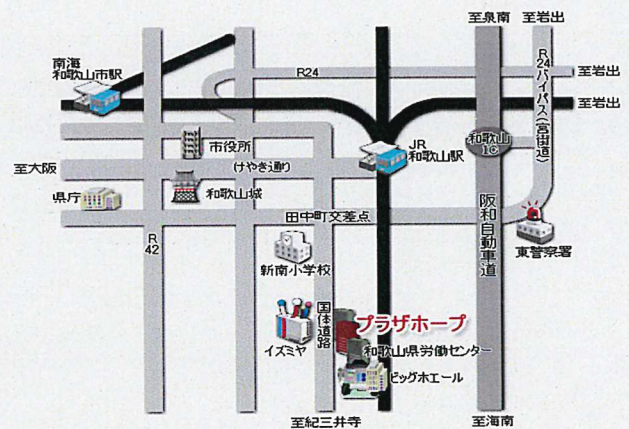 至泉南
至岩出
南海
和歌山市駅
R24
至岩出
R24バイパス(宮街道)
至岩出
市役所
JR
和歌山駅
和歌山
IC
けやき通り
至大阪
県庁
和歌山城
田中町交差点
阪和自動車道
東警察署
R
42
新南小学校
国体道路
プラザホープ
イズミヤ
和歌山県労働センター
ビッグホエール
至紀三井寺
至海南